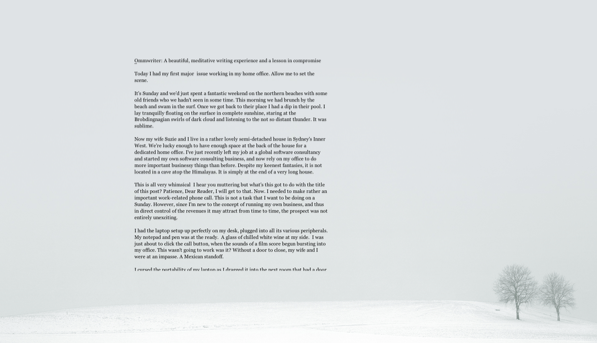 Ommwriter: A beautiful, meditative writing experience and a lesson in compromise
Today I had my first major  issue working in my home office. Allow me to set the
scene.
It's Sunday and we'd just spent a fantastic weekend on the northern beaches with some
old friends who we hadn't seen in some time. This morning we had brunch by the
beach and swam in the surf. Once we got back to their place I had a dip in their pool. I
lay tranquilly floating on the surface in complete sunshine, staring at the
Brobdingnagian swirls of dark cloud and listening to the not so distant thunder. It was
sublime.
Now my wife Suzie and I live in a rather lovely semi-detached house in Sydney's Inner
West. We're lucky enough to have enough space at the back of the house for a
dedicated home office. I've just recently left my job at a global software consultancy
and started my own software consulting business, and now rely on this office to do
more important businessy things than before. Despite my keenest fantasies, it is not
located in a cave atop the Himalayas. It is simply at the end of a very long house.
This is all very whimsical  I hear you muttering but what's this got to do with the title
of this post? Patience, Dear Reader, I will get to that. Now. I needed to make rather an
important work-related phone call. This is not a task that I want to be doing on a
Sunday. However, since I'm new to the concept of running my own business, and thus
in direct control of the revenues it may attract from time to time, the prospect was not
entirely unexciting.
I had the laptop setup up perfectly on my desk, plugged into all its various peripherals.
My notepad and pen was at the ready.  A glass of chilled white wine at my side.  I was
just about to click the call button, when the sounds of a film score began bursting into
my office. This wasn't going to work was it? Without a door to close, my wife and I
were at an impasse. A Mexican standoff.
I cursed the portability of my laptop as I dragged it into the next room that had a door